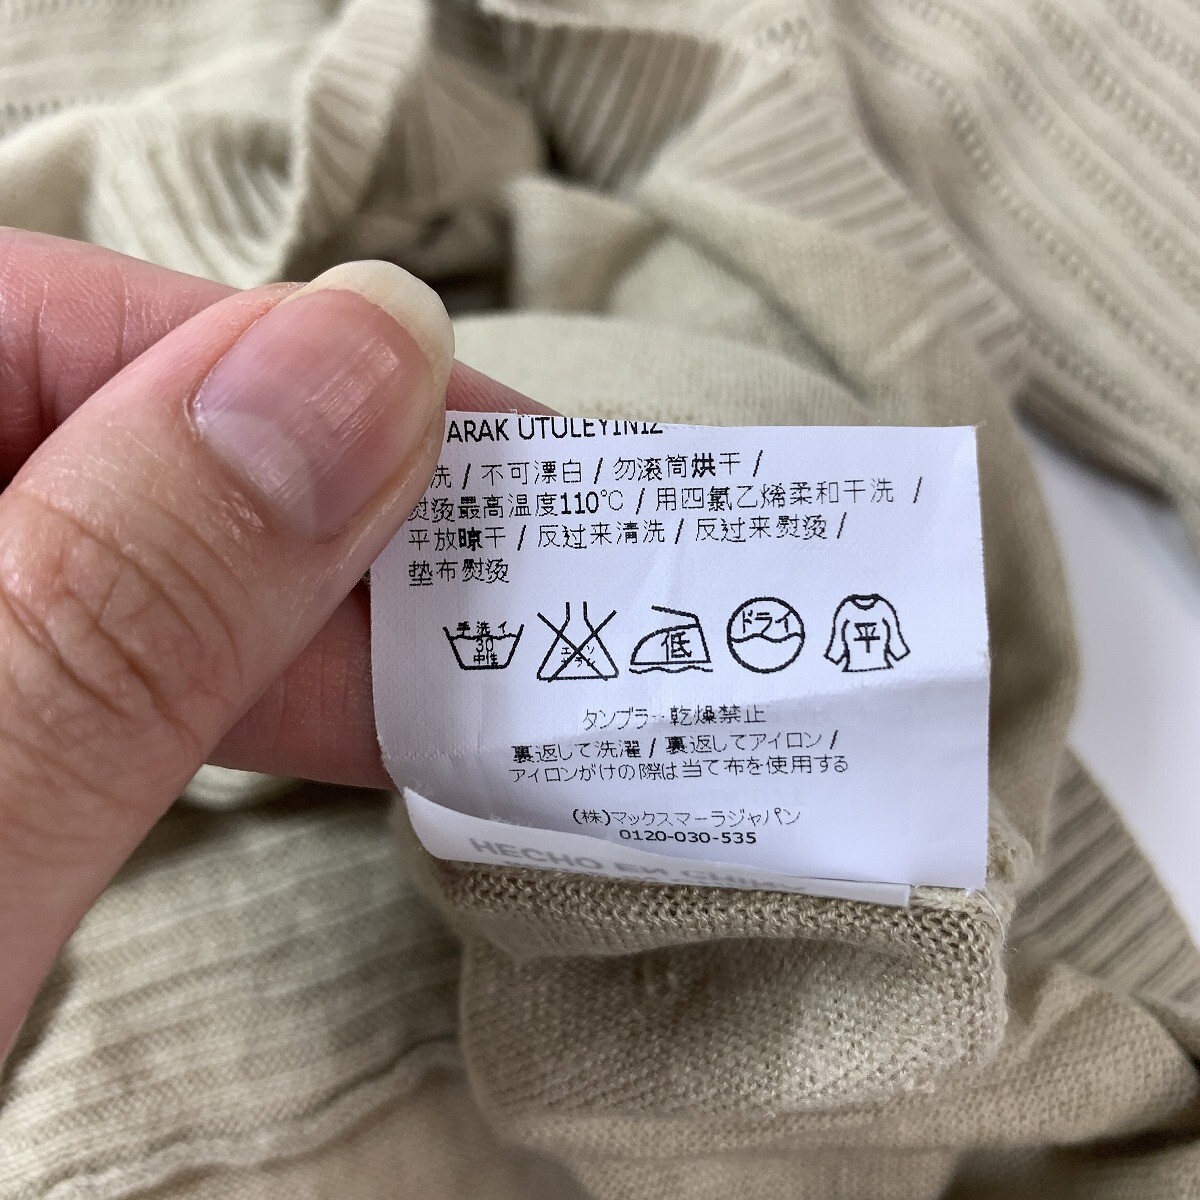 ARAK ÜTÜLEYİNİZ
洗 / 不可漂白 / 勿滚筒烘干 /
熨烫最高温度110℃ / 用四氯乙烯柔和干洗 /
平放晾干 / 反过来清洗 / 反过来熨烫 /
垫布熨烫
手洗イ 30 中性
エンソ サラシ
低
ドライ
平
タンブラー乾燥禁止
裏返して洗濯 / 裏返してアイロン /
アイロンがけの際は当て布を使用する
(株)マックスマーラジャパン
0120-030-535
HECHO EN CHINA